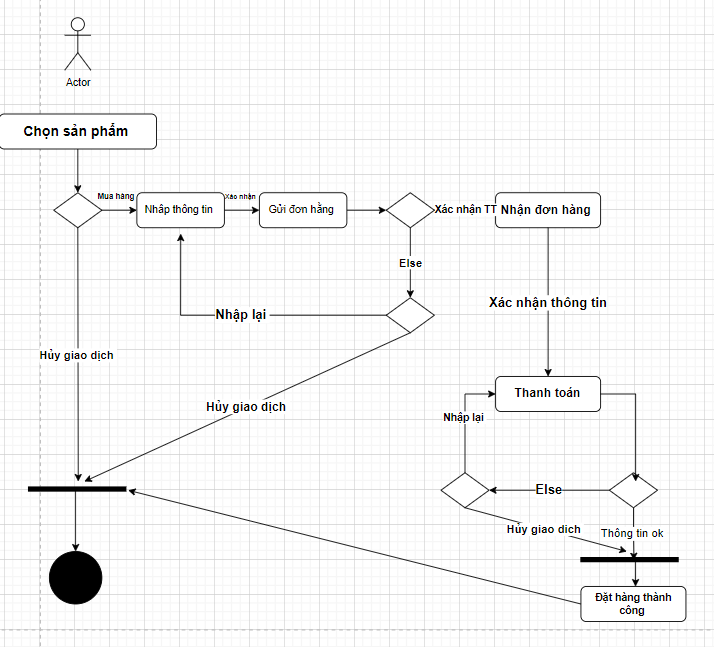 Actor
Chọn sản phẩm
Mua hàng
Nhập thông tin
Xác nhận
Gửi đơn hằng
Xác nhận TT
Nhận đơn hàng
Else
Xác nhận thông tin
Nhập lại
Hủy giao dịch
Hủy giao dịch
Thanh toán
Nhập lại
Else
Hủy giao dịch
Thông tin ok
Đặt hàng thành
công